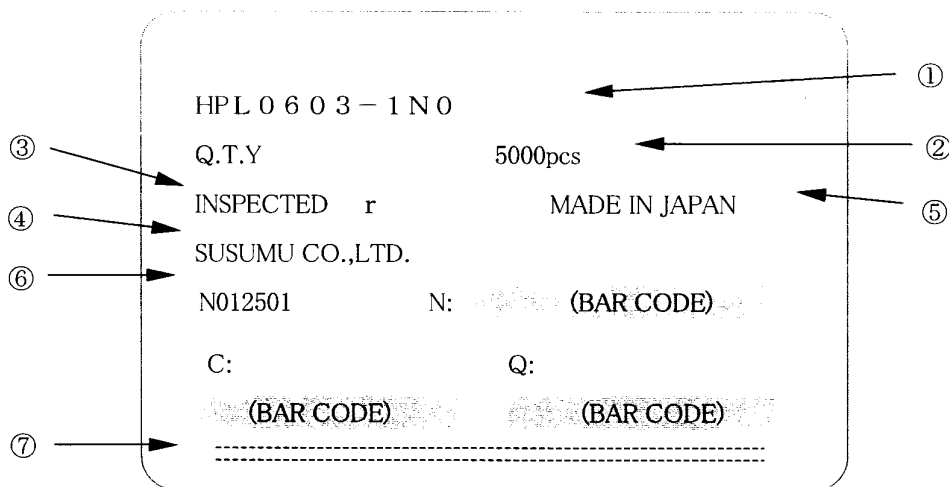 ①
HPL0603-1N0
③ Q.T.Y 5000pcs ②
INSPECTED r MADE IN JAPAN ⑤
④
SUSUMU CO.,LTD.
⑥
N012501 N: (BAR CODE)
C: Q:
(BAR CODE) (BAR CODE)
⑦